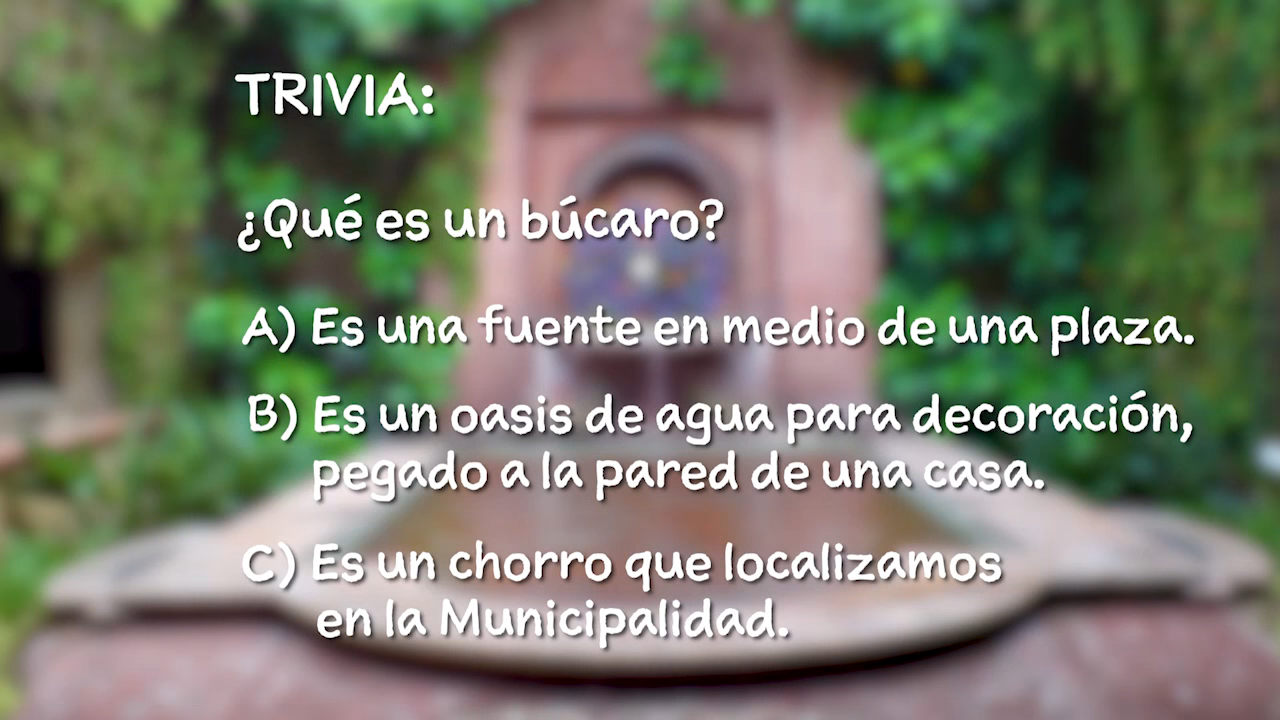 TRIVIA:
¿Qué es un búcaro?
A) Es una fuente en medio de una plaza.
B) Es un oasis de agua para decoración,
pegado a la pared de una casa.
C) Es un chorro que localizamos
en la Municipalidad.